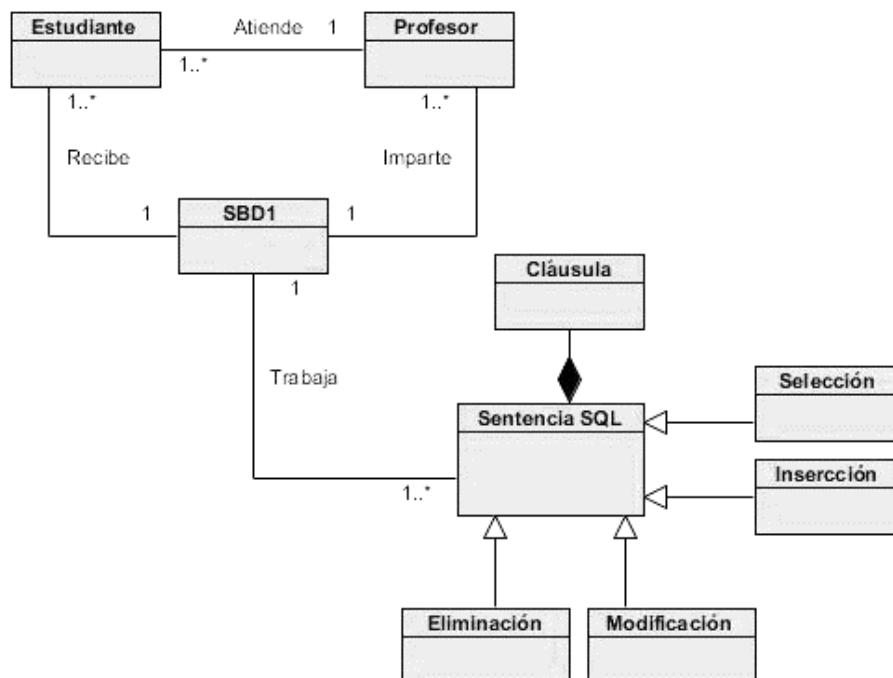 Estudiante
Atiende
1
Profesor
1..*
1..*
1..*
Recibe
Imparte
1
SBD1
1
1
Cláusula
Trabaja
Selección
Sentencia SQL
Insercción
1..*
Eliminación
Modificación